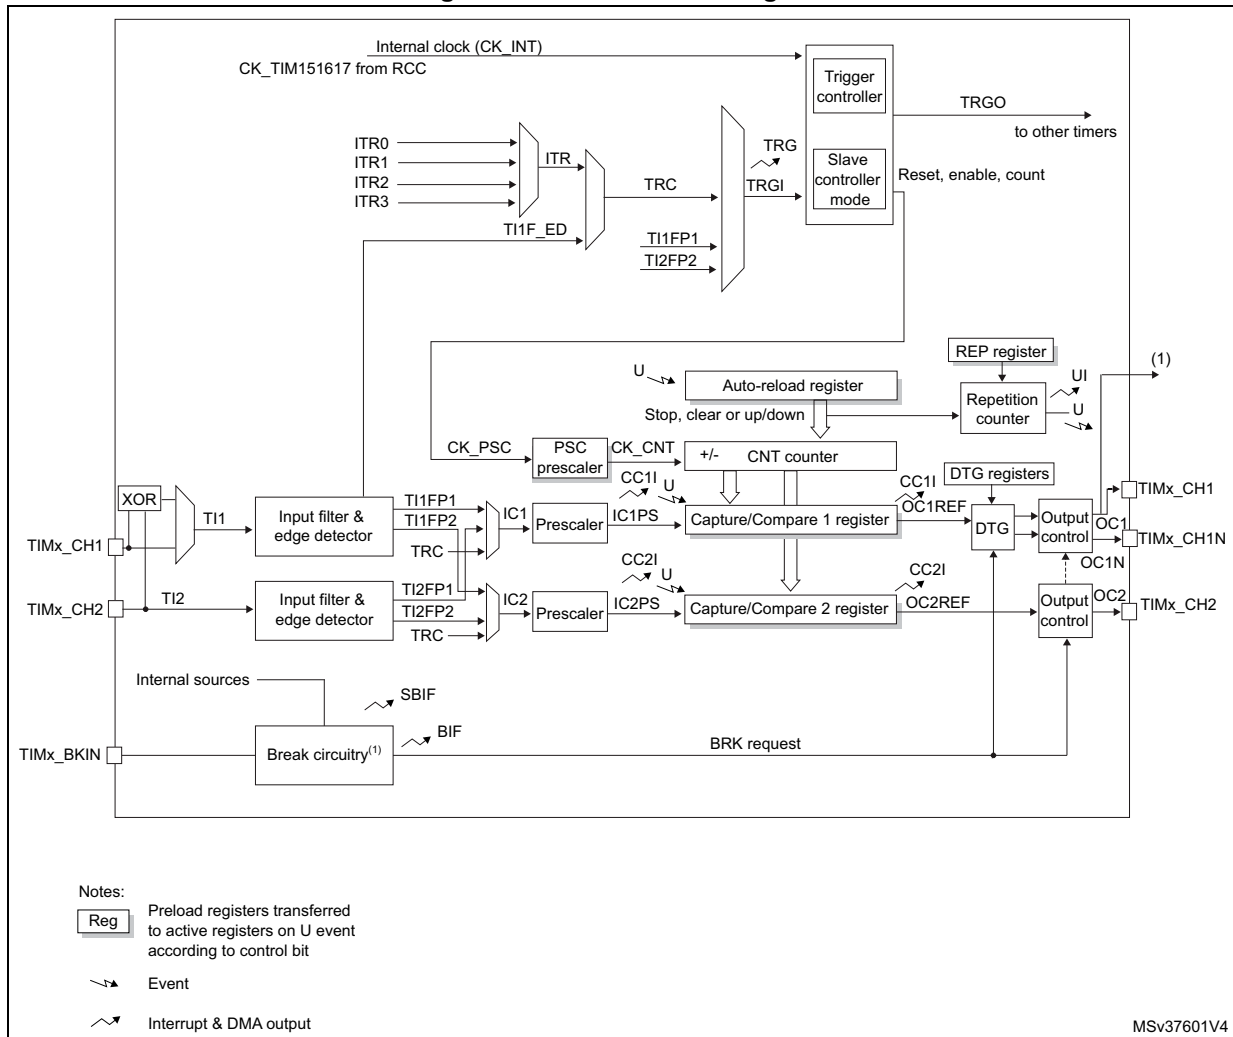 Internal clock (CK_INT)
CK_TIM151617 from RCC
Trigger
controller
TRGO
to other timers
ITR0
ITR1
ITR2
ITR3
ITR
TRC
TRG
TRGI
Slave
controller
mode
Reset, enable, count
TI1F_ED
TI1FP1
TI2FP2
REP register
(1)
U
Auto-reload register
Stop, clear or up/down
Repetition
counter
UI
U
CK_PSC
PSC
prescaler
CK_CNT
+/-
CNT counter
DTG registers
XOR
TI1
Input filter &
edge detector
TI1FP1
TI1FP2
TRC
IC1
Prescaler
CC1I
U
IC1PS
Capture/Compare 1 register
CC1I
OC1REF
DTG
Output
control
OC1
TIMx_CH1
TIMx_CH1N
OC1N
TIMx_CH1
TIMx_CH2
TI2
Input filter &
edge detector
TI2FP1
TI2FP2
TRC
IC2
Prescaler
CC2I
U
IC2PS
Capture/Compare 2 register
CC2I
OC2REF
Output
control
OC2
TIMx_CH2
Internal sources
SBIF
BIF
TIMx_BKIN
Break circuitry(1)
BRK request
Notes:
Reg
Preload registers transferred
to active registers on U event
according to control bit
Event
Interrupt & DMA output
MSv37601V4